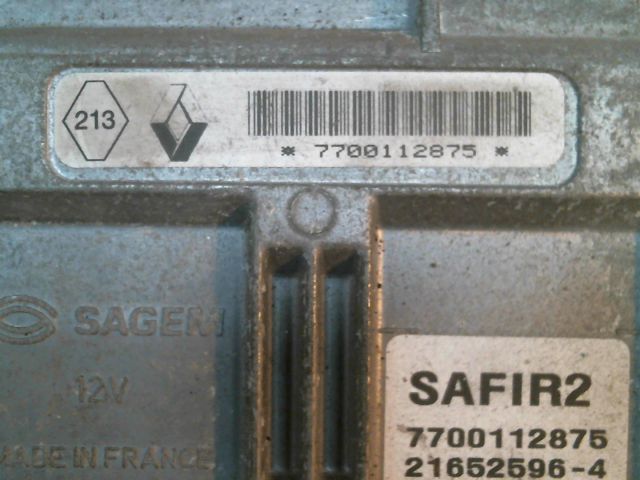 213
* 7700112875 *
SAGEM
12V
MADE IN FRANCE
SAFIR2
7700112875
21652596-4